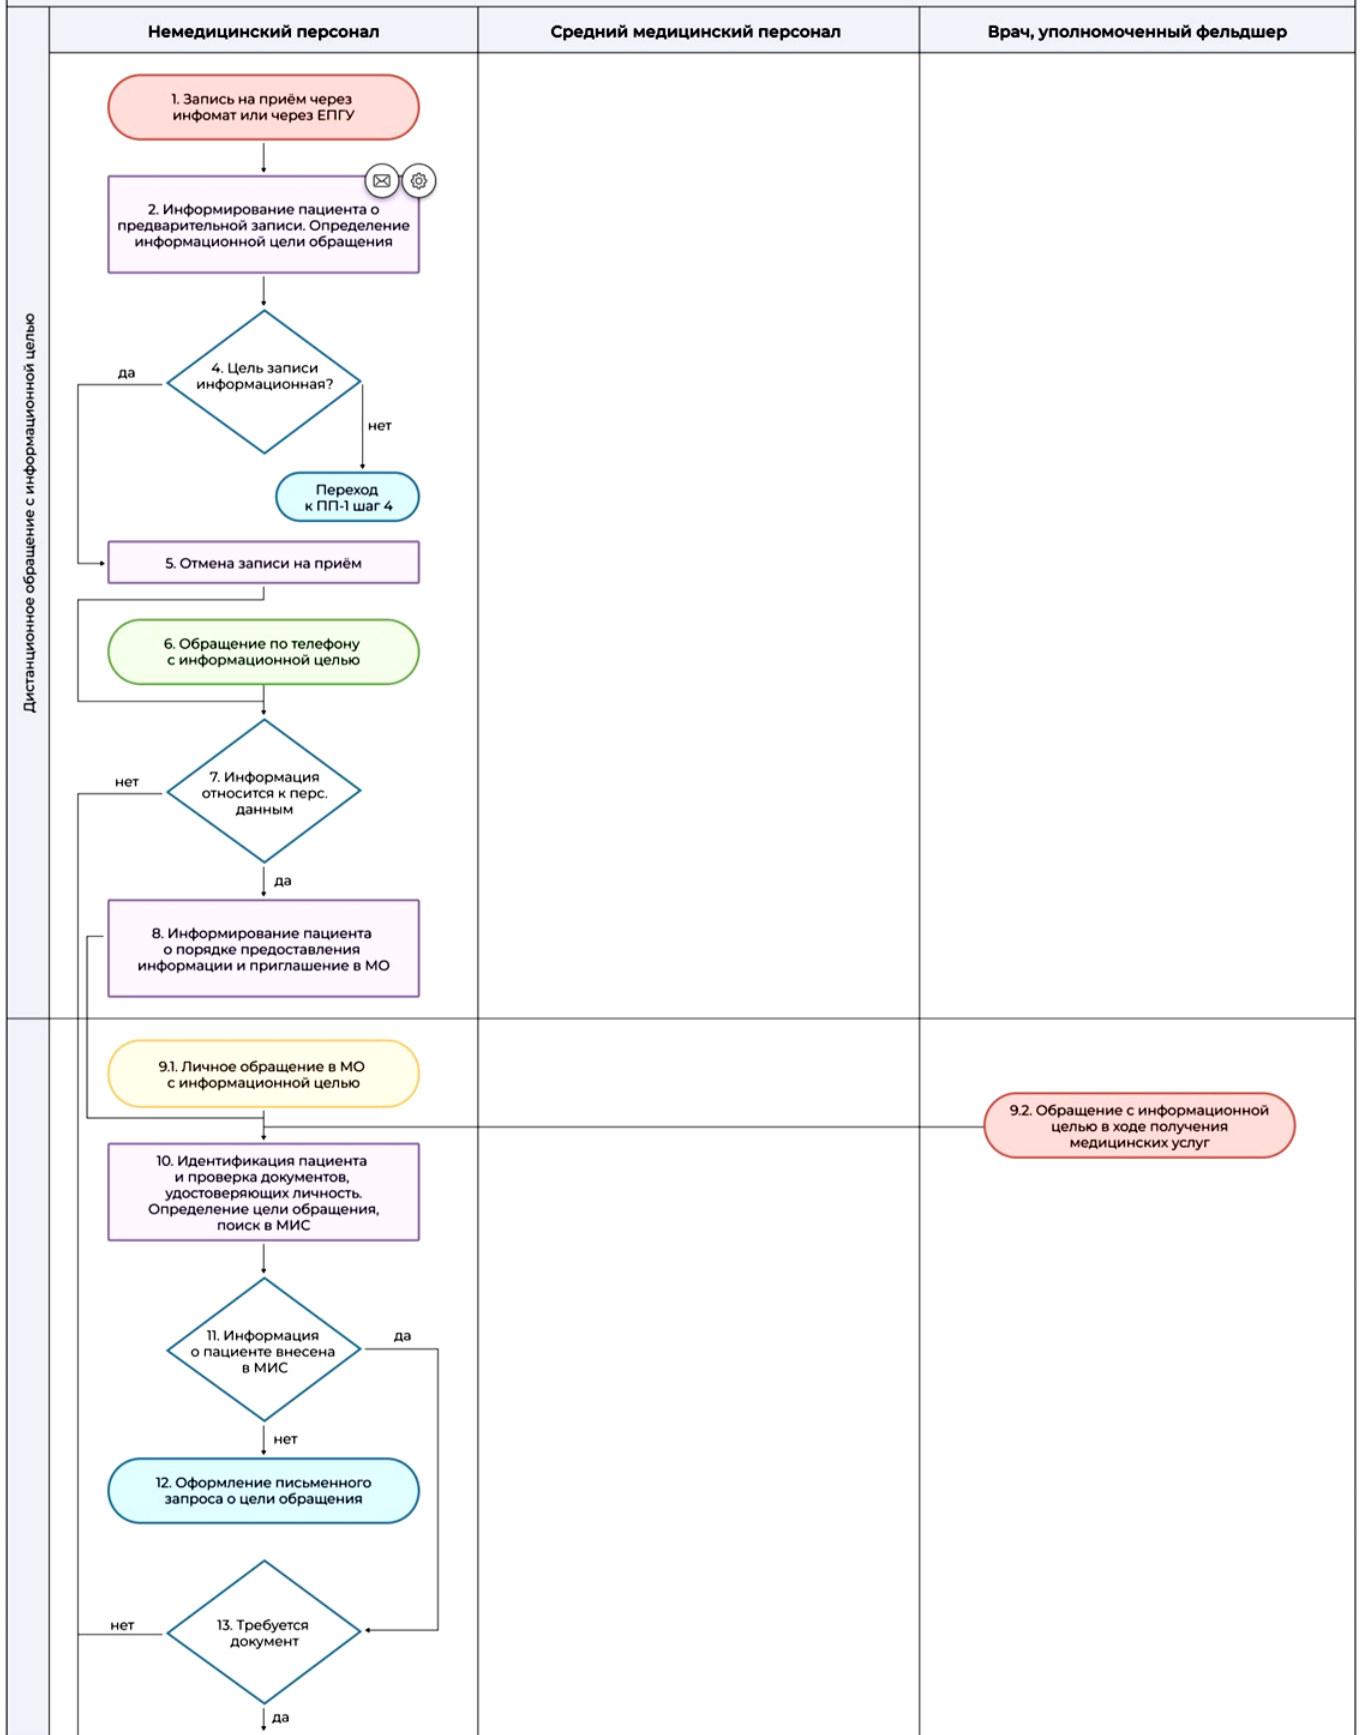 Немедицинский персонал
Средний медицинский персонал
Врач, уполномоченный фельдшер
Дистанционное обращение с информационной целью
1. Запись на приём через
инфомат или через ЕПГУ
2. Информирование пациента о
предварительной записи. Определение
информационной цели обращения
4. Цель записи
информационная?
да
нет
Переход
к ПП-1 шаг 4
5. Отмена записи на приём
6. Обращение по телефону
с информационной целью
7. Информация
относится к перс.
данным
нет
да
8. Информирование пациента
о порядке предоставления
информации и приглашение в МО
9.1. Личное обращение в МО
с информационной целью
9.2. Обращение с информационной
целью в ходе получения
медицинских услуг
10. Идентификация пациента
и проверка документов,
удостоверяющих личность.
Определение цели обращения,
поиск в МИС
11. Информация
о пациенте внесена
в МИС
да
нет
12. Оформление письменного
запроса о цели обращения
13. Требуется
документ
нет
да